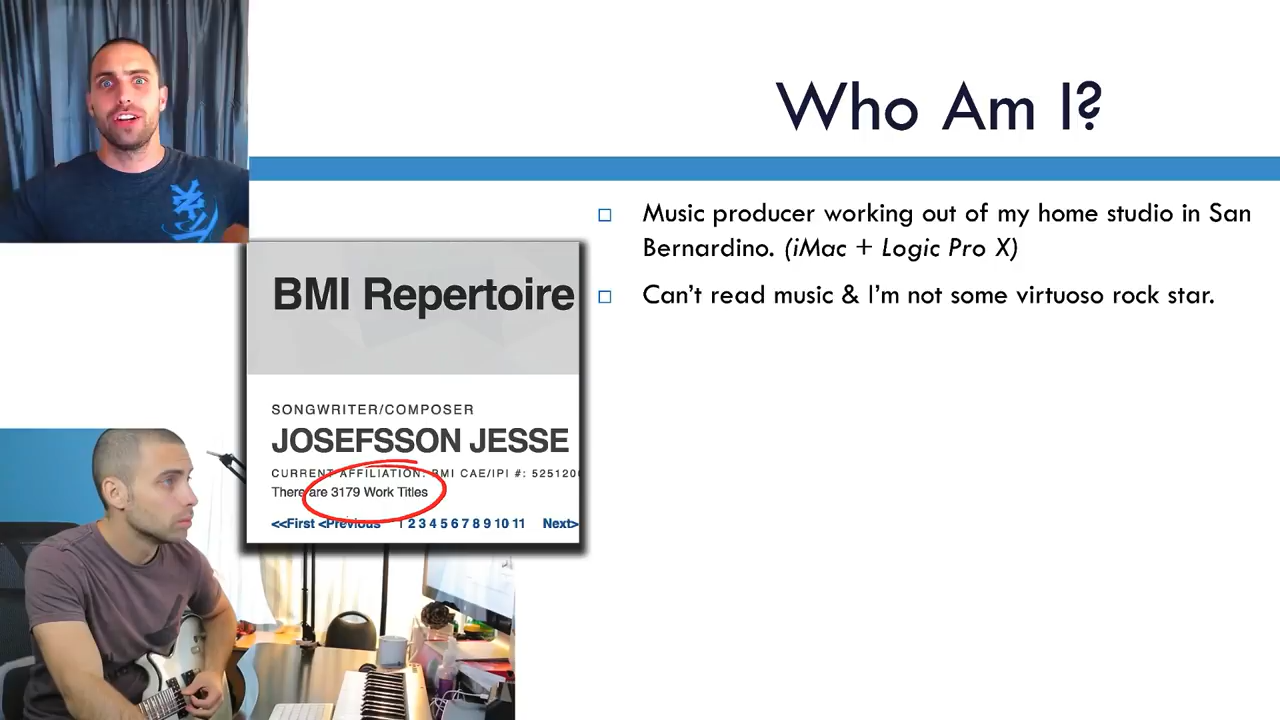 Who Am I?
Music producer working out of my home studio in San
Bernardino. (iMac + Logic Pro X)
Can't read music & I'm not some virtuoso rock star.
BMI Repertoire
SONGWRITER/COMPOSER
JOSEFSSON JESSE
CURRENT AFFILIATION: BMI CAE/IPI #: 525120
There are 3179 Work Titles
<<First <Previous 1 2 3 4 5 6 7 8 9 10 11 Next>